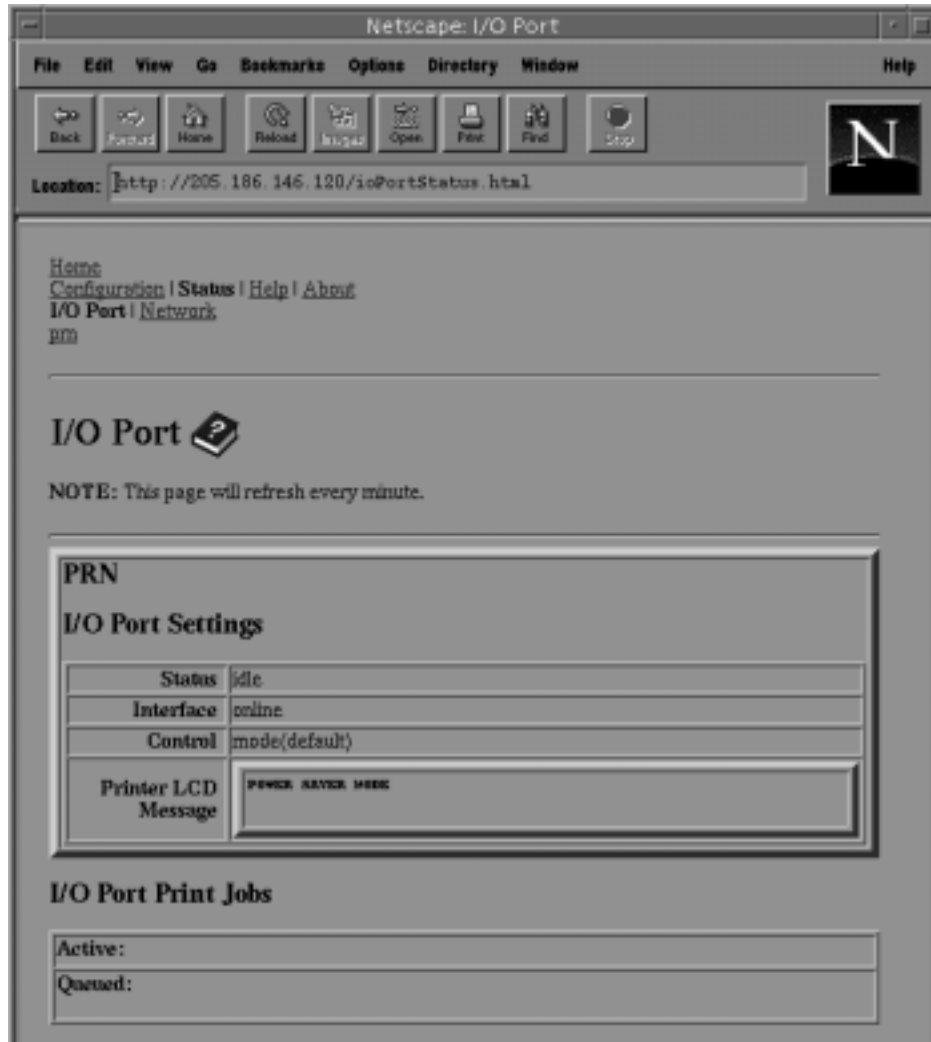 Netscape: I/O Port
File Edit View Go Bookmarks Options Directory Window Help
Back Forward Home Reload Images Open Print Find Stop
N
Location: http://205.186.146.120/ioPortStatus.html
Home
Configuration | Status | Help | About
I/O Port | Network
prn
I/O Port ?
NOTE: This page will refresh every minute.
PRN
I/O Port Settings
Status idle
Interface online
Control mode(default)
Printer LCD Message POWER SAVER MODE
I/O Port Print Jobs
Active:
Queued: